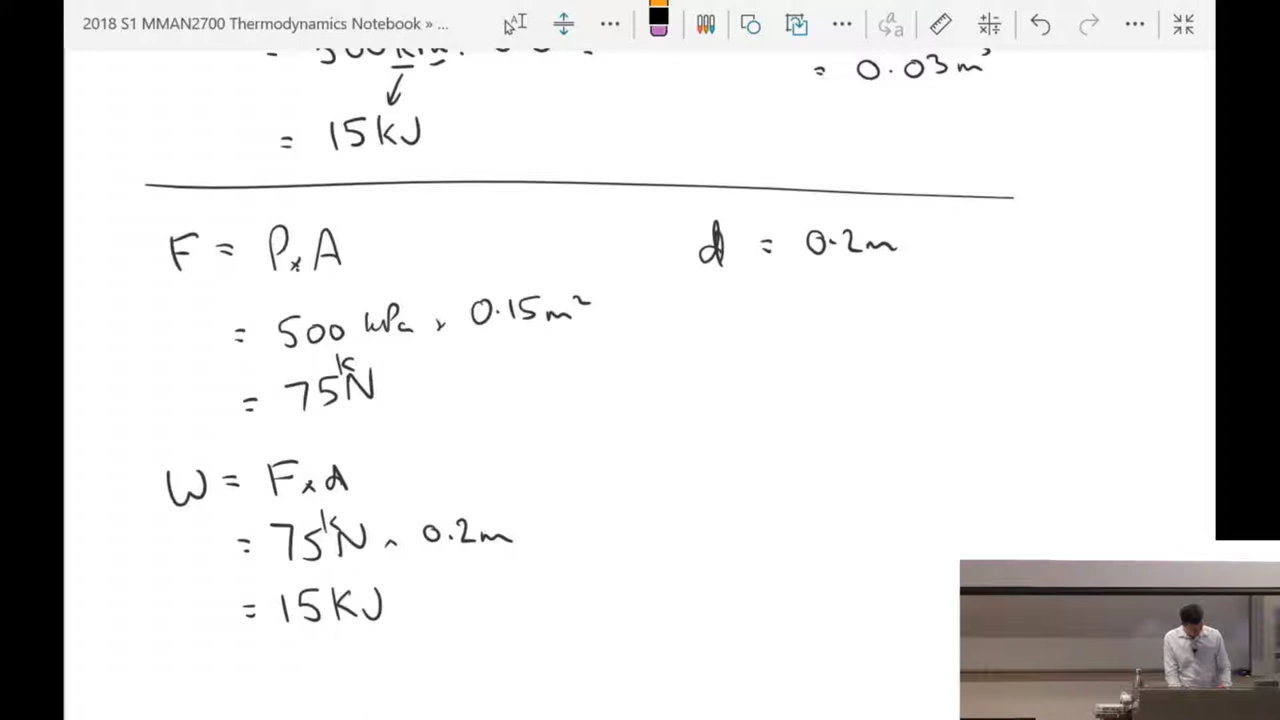 2018 S1 MMAN2700 Thermodynamics Notebook » ...
= 0.03m³
= 15kJ
F = P × A
d = 0.2m
= 500 kPa × 0.15m²
= 75kN
W = F × d
= 75kN × 0.2m
= 15KJ